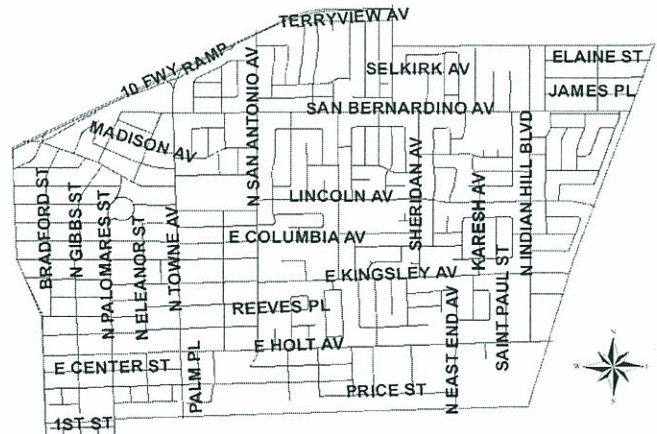 TERRYVIEW AV
ELAINE ST
SELKIRK AV
10 FWY RAMP
JAMES PL
SAN BERNARDINO AV
MADISON AV
N SAN ANTONIO AV
N INDIAN HILL BLVD
LINCOLN AV
SHERIDAN AV
KARESH AV
BRADFORD ST
N GIBBS ST
N PALOMARES ST
N ELEANOR ST
N TOWNE AV
E COLUMBIA AV
E KINGSLEY AV
SAINT PAUL ST
REEVES PL
N EAST END AV
E HOLT AV
E CENTER ST
PALM PL
PRICE ST
1ST ST
N
W
E
S